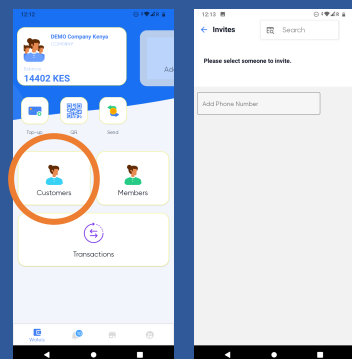 12:12
DEMO Company Kenya
14402 KES
Top-up
QR
Send
Customers
Members
Transactions
Wallets
12:13
Invites
Search
Please select someone to invite.
Add Phone Number